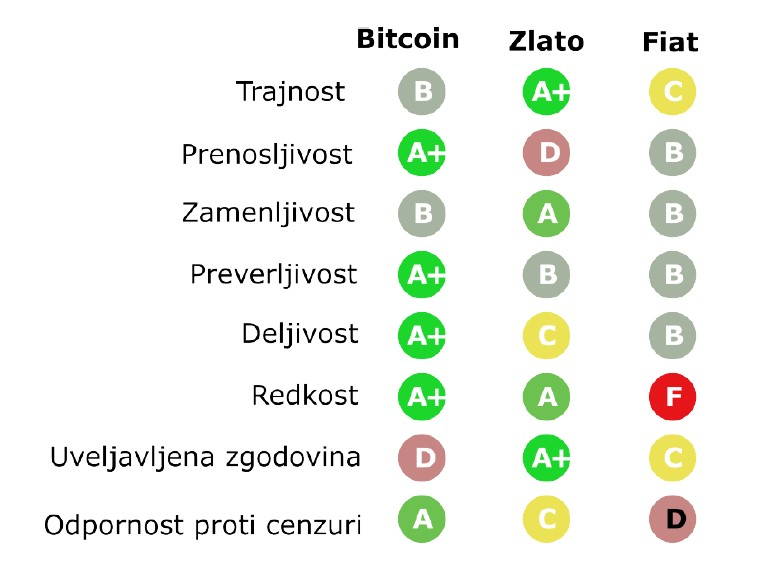 Bitcoin Zlato Fiat
Trajnost B A+ C
Prenosljivost A+ D B
Zamenljivost B A B
Preverljivost A+ B B
Deljivost A+ C B
Redkost A+ A F
Uveljavljena zgodovina D A+ C
Odpornost proti cenzuri A C D